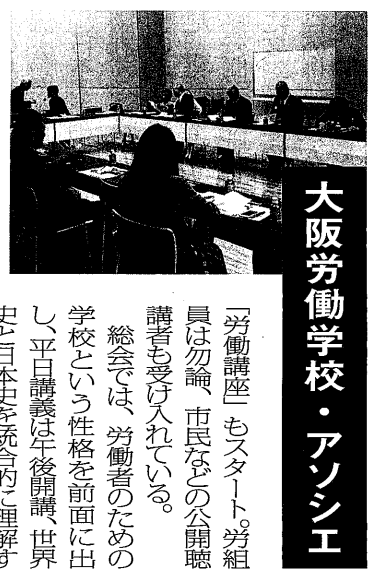 大阪労働学校・アソシエ
「労働講座」もスタート。労組
員は勿論、市民などの公開聴
講者も受け入れている。
総会では、労働者のための
学校という性格を前面に出
し、平日講義は午後開講、世界
史と日本史を統合的に理解す